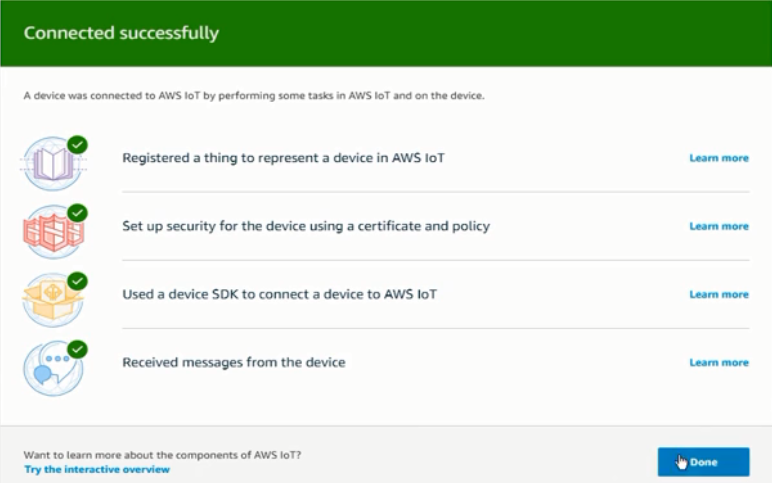 Connected successfully
A device was connected to AWS IoT by performing some tasks in AWS IoT and on the device.
Registered a thing to represent a device in AWS IoT
Learn more
Set up security for the device using a certificate and policy
Learn more
Used a device SDK to connect a device to AWS IoT
Learn more
Received messages from the device
Learn more
Want to learn more about the components of AWS IoT?
Try the interactive overview
Done